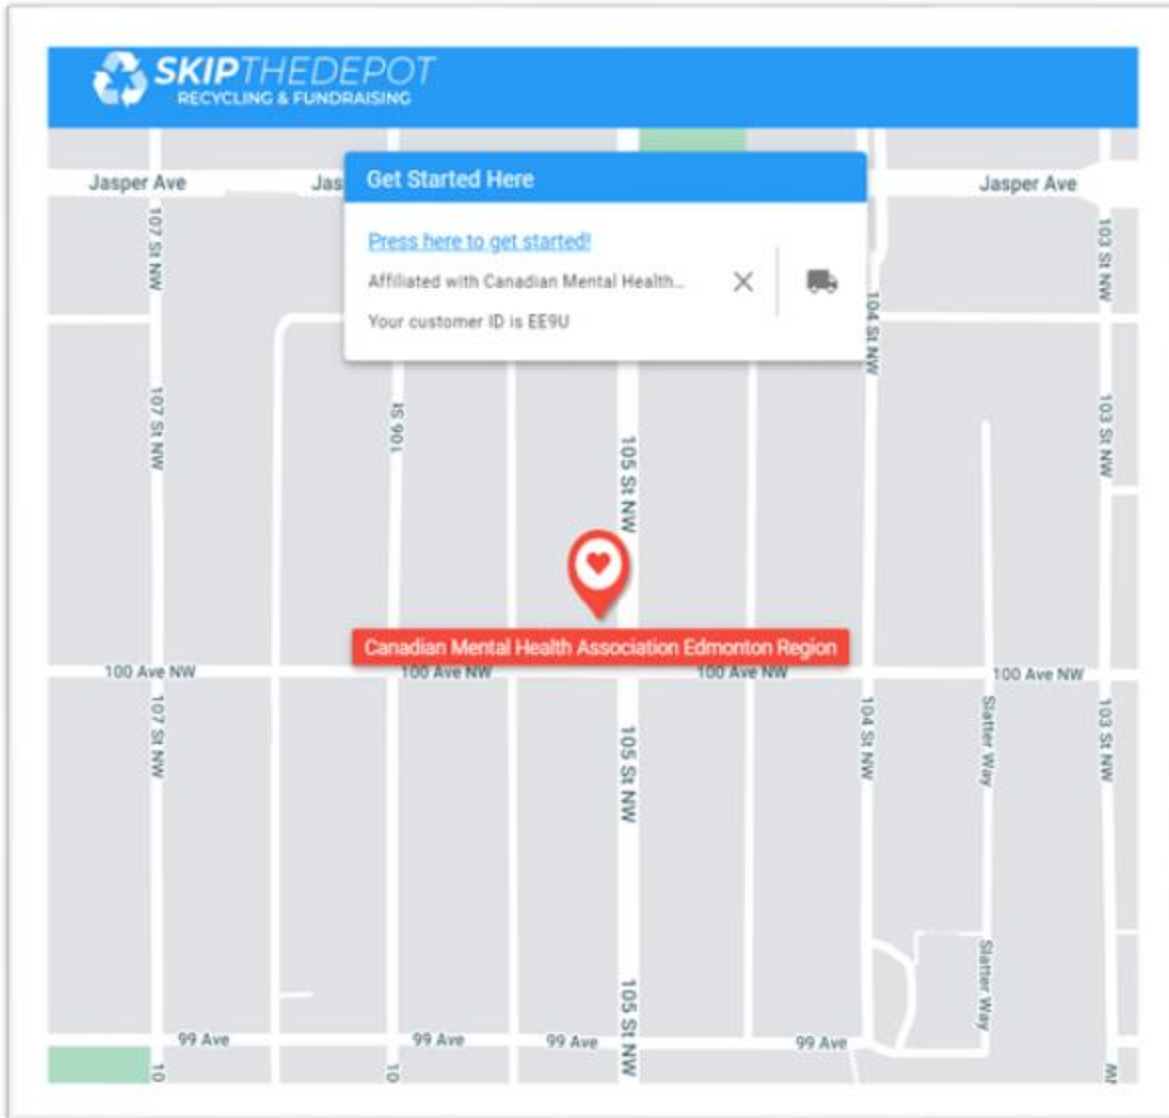 SKIPTHEDEPOT
RECYCLING & FUNDRAISING
Jasper Ave
Jas
Get Started Here
Jasper Ave
Press here to get started!
Affiliated with Canadian Mental Health...
Your customer ID is EE9U
107 St NW
103 St NW
104 St NW
107 St NW
106 St
105 St NW
103 St NW
Canadian Mental Health Association Edmonton Region
100 Ave NW
100 Ave NW
100 Ave NW
100 Ave NW
107 St NW
105 St NW
104 St NW
Slatter Way
103 St NW
105 St NW
Slatter Way
99 Ave
99 Ave
99 Ave
99 Ave
10
10